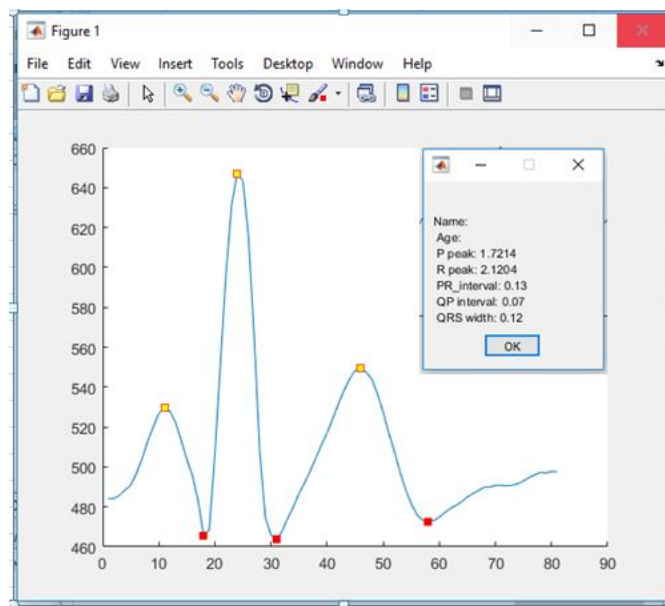 Figure 1
File Edit View Insert Tools Desktop Window Help
660
640
620
600
580
560
540
520
500
480
460
0 10 20 30 40 50 60 70 80 90
Name:
Age:
P peak: 1.7214
R peak: 2.1204
PR_interval: 0.13
QP interval: 0.07
QRS width: 0.12
OK